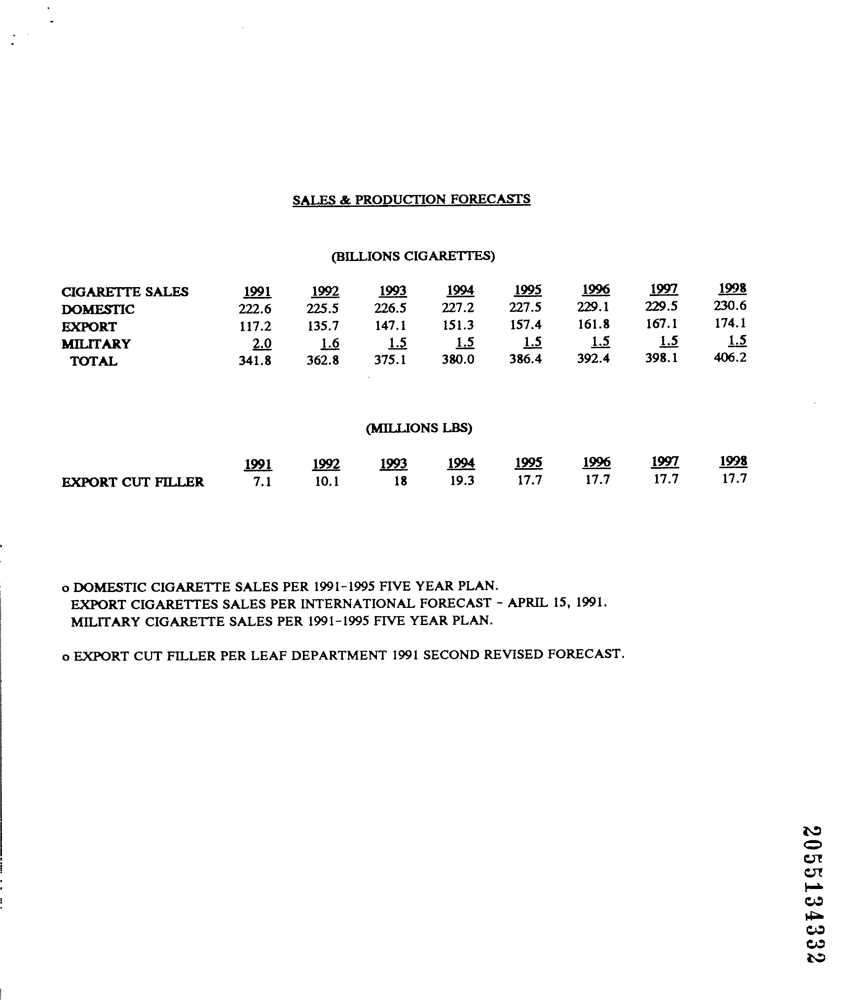 SALES & PRODUCTION FORECASTS
(BILLIONS CIGARETTES)
CIGARETTE SALES 1991 1992 1993 1994 1995 1996 1997 1998
DOMESTIC 222.6 225.5 226.5 227.2 227.5 229.1 229.5 230.6
EXPORT 117.2 135.7 147.1 151.3 157.4 161.8 167.1 174.1
MILITARY 2.0 1.6 1.5 1.5 1.5 1.5 1.5 1.5
TOTAL 341.8 362.8 375.1 380.0 386.4 392.4 398.1 406.2
(MILLIONS LBS)
1991 1992 1993 1994 1995 1996 1997 1998
EXPORT CUT FILLER 7.1 10.1 18 19.3 17.7 17.7 17.7 17.7
o DOMESTIC CIGARETTE SALES PER 1991-1995 FIVE YEAR PLAN.
EXPORT CIGARETTES SALES PER INTERNATIONAL FORECAST - APRIL 15, 1991.
MILITARY CIGARETTE SALES PER 1991-1995 FIVE YEAR PLAN.
o EXPORT CUT FILLER PER LEAF DEPARTMENT 1991 SECOND REVISED FORECAST.
2055134332